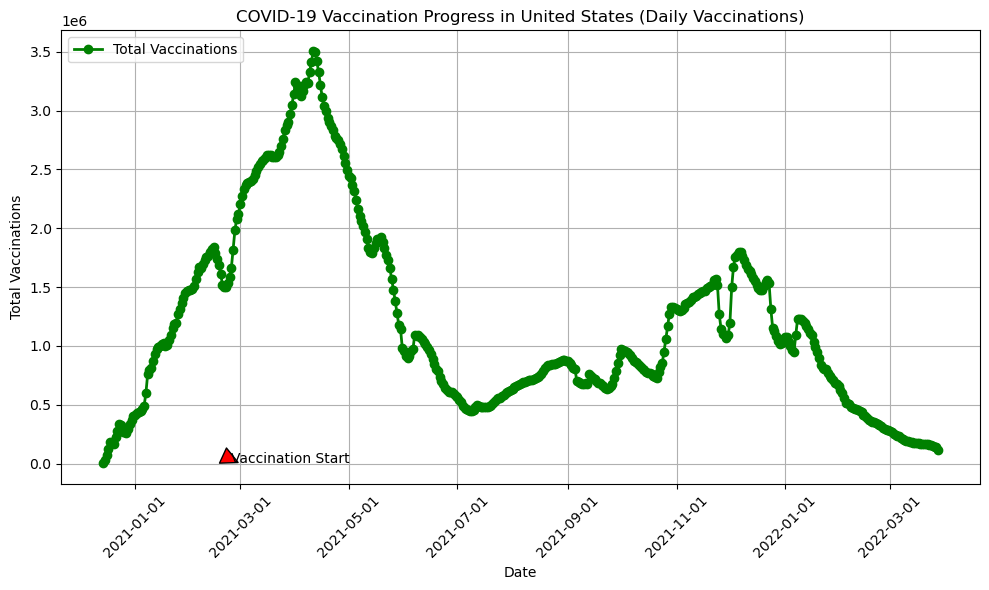 COVID-19 Vaccination Progress in United States (Daily Vaccinations)
1e6
Total Vaccinations
3.5
3.0
2.5
2.0
1.5
1.0
0.5
0.0
Total Vaccinations
Vaccination Start
2021-01-01
2021-03-01
2021-05-01
2021-07-01
2021-09-01
2021-11-01
2022-01-01
2022-03-01
Date